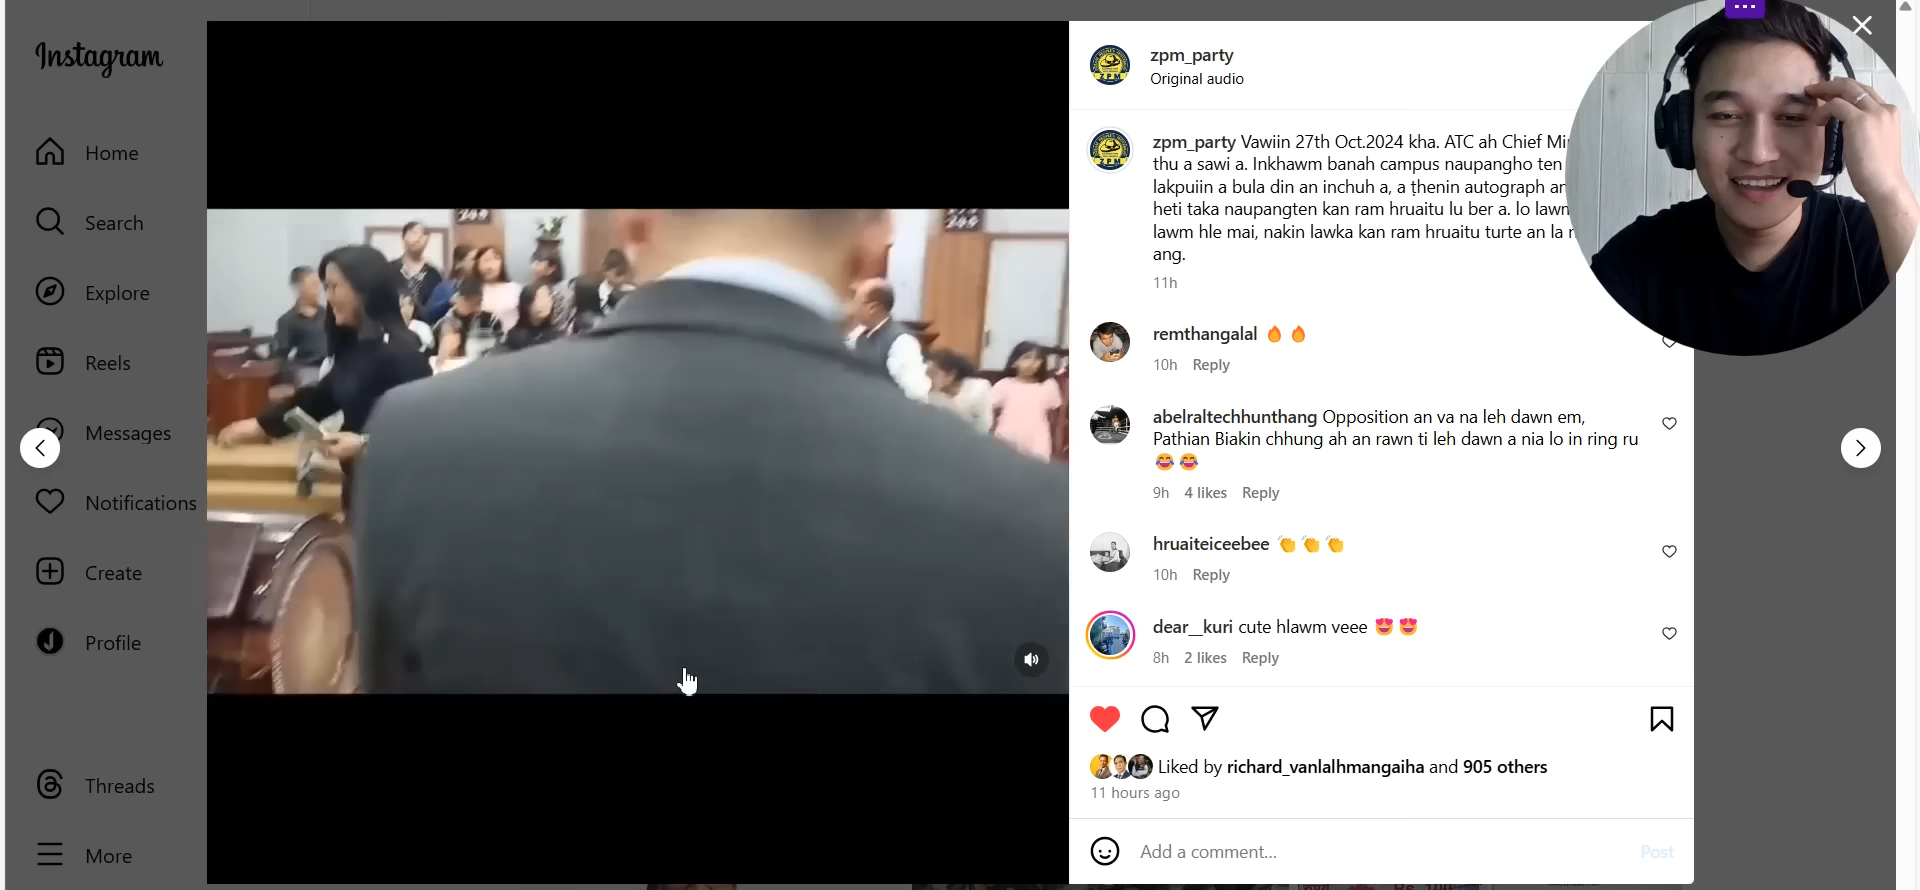 Instagram
Home
Search
Explore
Reels
Messages
Notifications
Create
Profile
Threads
More
zpm_party
Original audio
zpm_party Vawiin 27th Oct.2024 kha. ATC ah Chief
thu a sawi a. Inkhawm banah campus naupangho ten
lakpuiin a bula din an inchuh a, a ṭhenin autograph
heti taka naupangten kan ram hruaitu lu ber a. lo
lawm hle mai, nakin lawka kan ram hruaitu turte an la
ang.
11h
remthangalal 🔥 🔥
10h Reply
abelraltechhunthang Opposition an va na leh dawn em,
Pathian Biakin chhung ah an rawn ti leh dawn a nia lo in ring ru
😂 😂
9h 4 likes Reply
hruaiteiceebee 👏 👏 👏
10h Reply
dear__kuri cute hlawm veee 😍 😍
8h 2 likes Reply
Liked by richard_vanlalhmangaiha and 905 others
11 hours ago
Add a comment...
Post